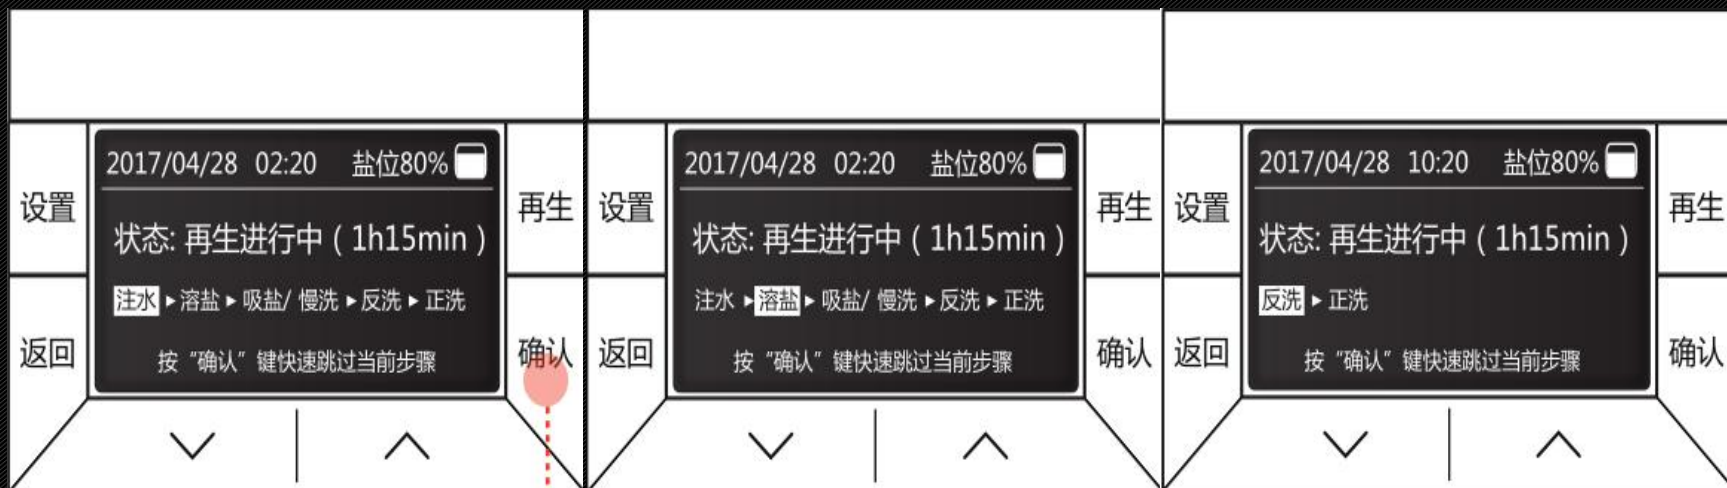 设置
返回
2017/04/28 02:20 盐位80%
状态: 再生进行中 ( 1h15min )
注水 ▸ 溶盐 ▸ 吸盐/ 慢洗 ▸ 反洗 ▸ 正洗
按 “确认” 键快速跳过当前步骤
再生
确认
设置
返回
2017/04/28 02:20 盐位80%
状态: 再生进行中 ( 1h15min )
注水 ▸ 溶盐 ▸ 吸盐/ 慢洗 ▸ 反洗 ▸ 正洗
按 “确认” 键快速跳过当前步骤
再生
确认
设置
返回
2017/04/28 10:20 盐位80%
状态: 再生进行中 ( 1h15min )
反洗 ▸ 正洗
按 “确认” 键快速跳过当前步骤
再生
确认